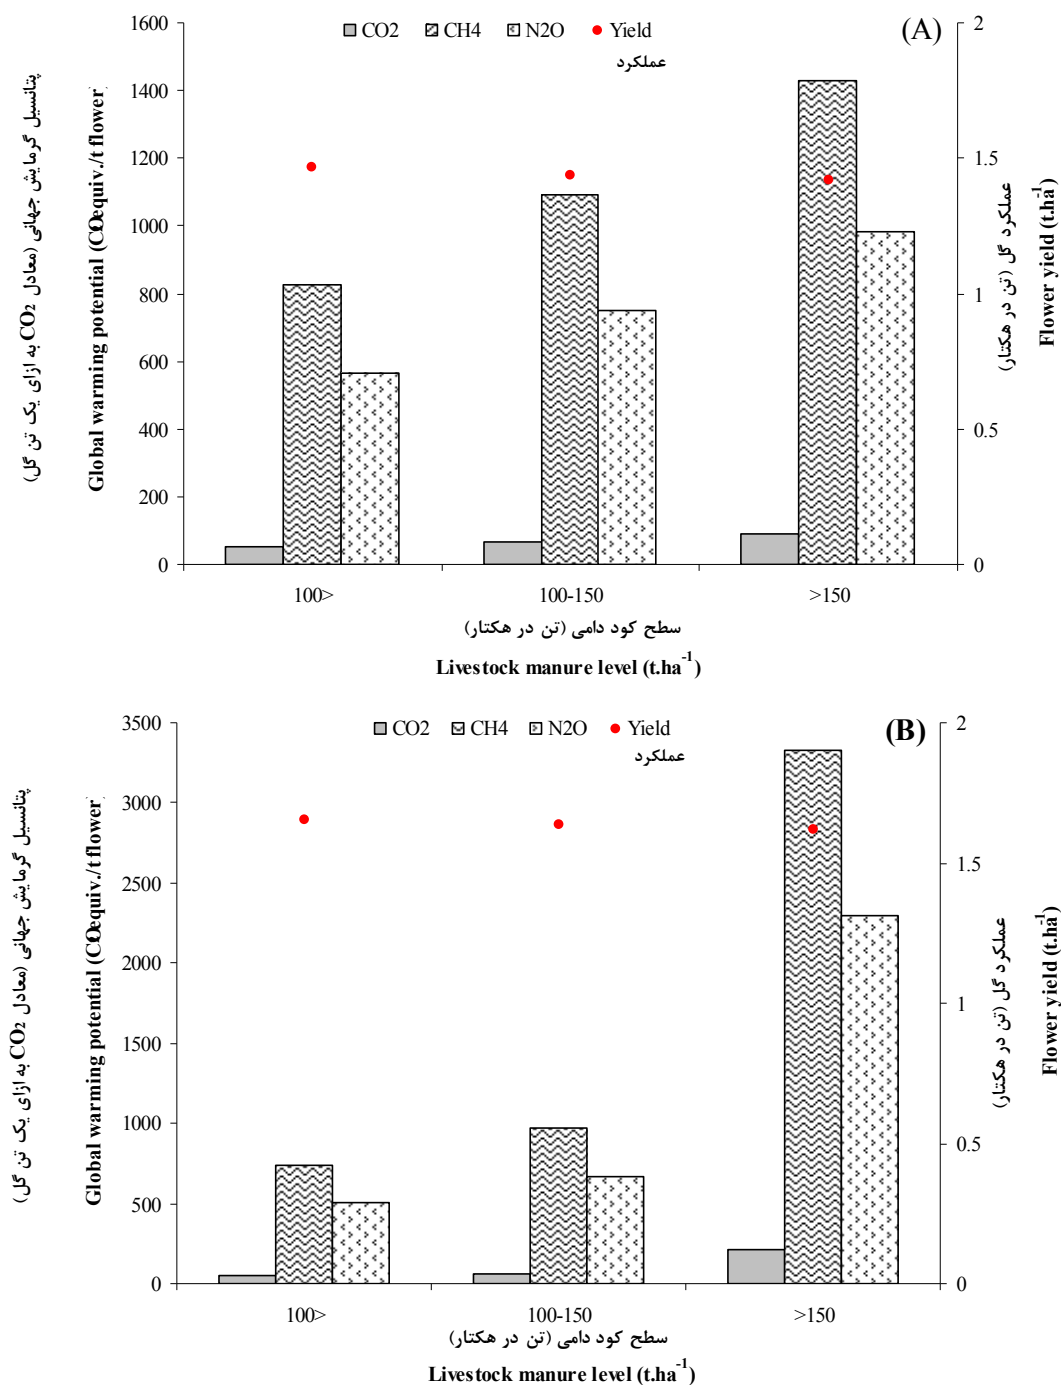 (A)
CO2 CH4 N2O Yield
عملکرد
1600
1400
1200
1000
800
600
400
200
0
2
1.5
1
0.5
0
پتانسیل گرمایش جهانی (معادل CO2 به ازای یک تن گل)
Global warming potential (CO equiv./t flower)
عملکرد گل (تن در هکتار)
Flower yield (t.ha-1)
100> 100-150 >150
سطح کود دامی (تن در هکتار)
Livestock manure level (t.ha-1)
(B)
CO2 CH4 N2O Yield
عملکرد
3500
3000
2500
2000
1500
1000
500
0
2
1.5
1
0.5
0
پتانسیل گرمایش جهانی (معادل CO2 به ازای یک تن گل)
Global warming potential (CO equiv./t flower)
عملکرد گل (تن در هکتار)
Flower yield (t.ha-1)
100> 100-150 >150
سطح کود دامی (تن در هکتار)
Livestock manure level (t.ha-1)